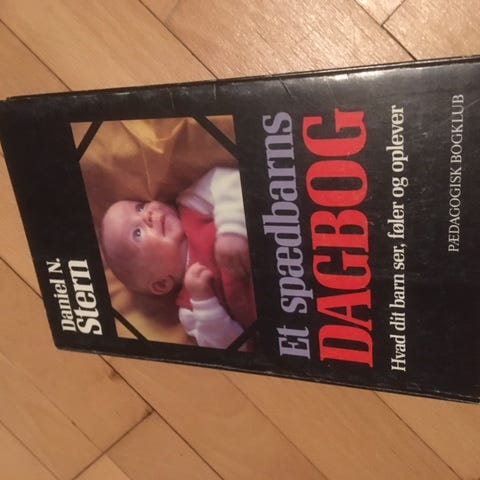 Daniel N.
Stern
Et spædbarns
DAGBOG
Hvad dit barn ser, føler og oplever
PÆDAGOGISK BOGKLUB